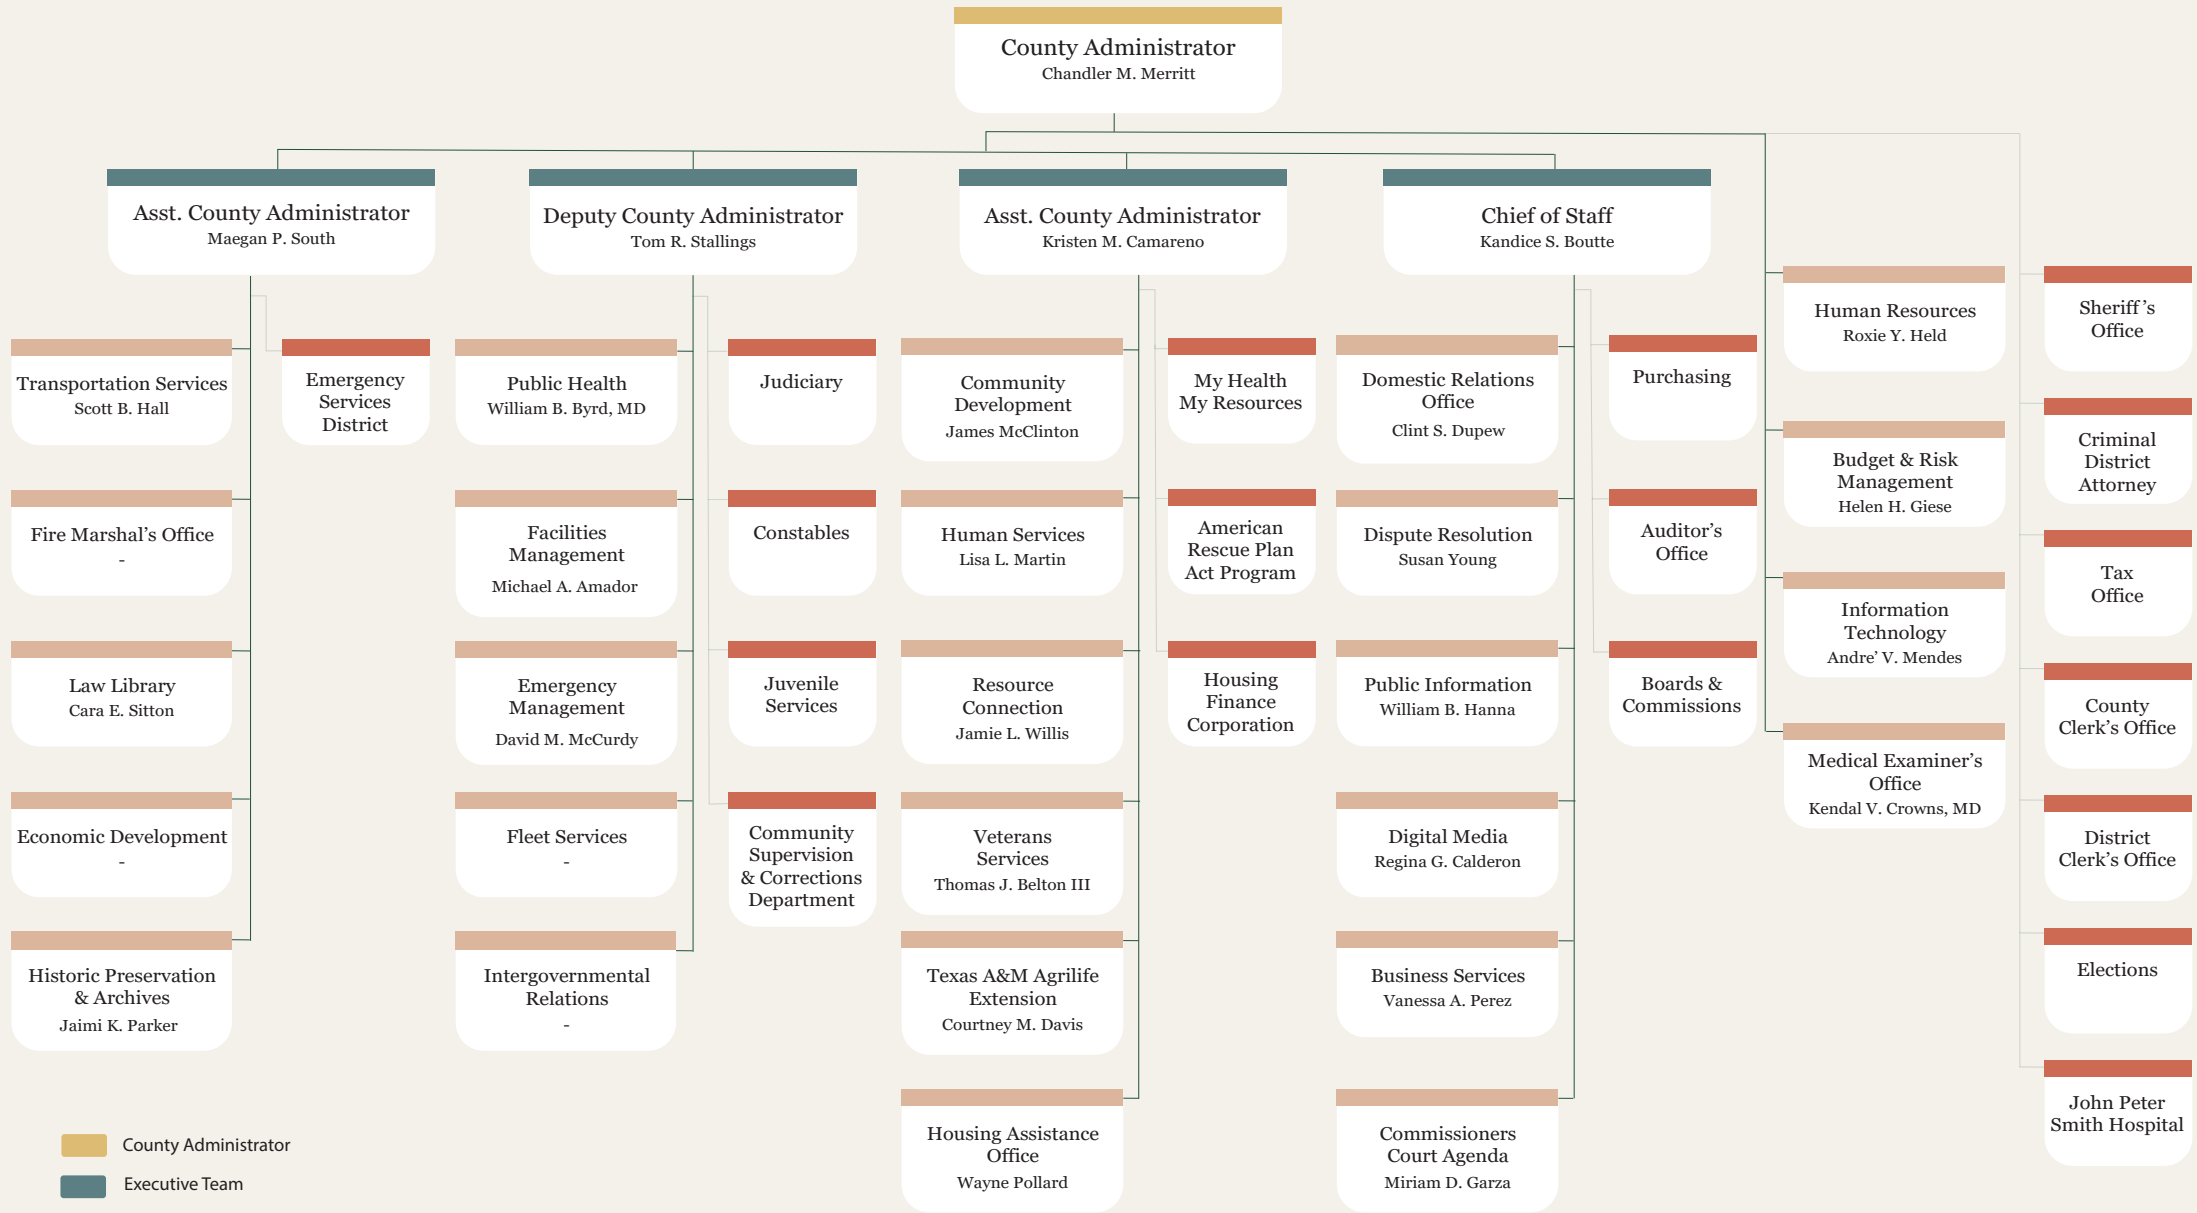 County Administrator
Chandler M. Merritt
Asst. County Administrator
Maegan P. South
Deputy County Administrator
Tom R. Stallings
Asst. County Administrator
Kristen M. Camareno
Chief of Staff
Kandice S. Boutte
Transportation Services
Scott B. Hall
Fire Marshal's Office
-
Law Library
Cara E. Sitton
Economic Development
-
Historic Preservation
& Archives
Jaimi K. Parker
Emergency
Services
District
Public Health
William B. Byrd, MD
Facilities
Management
Michael A. Amador
Emergency
Management
David M. McCurdy
Fleet Services
-
Intergovernmental
Relations
-
Judiciary
Constables
Juvenile
Services
Community
Supervision
& Corrections
Department
Community
Development
James McClinton
Human Services
Lisa L. Martin
Resource
Connection
Jamie L. Willis
Veterans
Services
Thomas J. Belton III
Texas A&M Agrilife
Extension
Courtney M. Davis
Housing Assistance
Office
Wayne Pollard
My Health
My Resources
American
Rescue Plan
Act Program
Housing
Finance
Corporation
Domestic Relations
Office
Clint S. Dupew
Dispute Resolution
Susan Young
Public Information
William B. Hanna
Digital Media
Regina G. Calderon
Business Services
Vanessa A. Perez
Commissioners
Court Agenda
Miriam D. Garza
Purchasing
Auditor's
Office
Boards &
Commissions
Human Resources
Roxie Y. Held
Budget & Risk
Management
Helen H. Giese
Information
Technology
Andre' V. Mendes
Medical Examiner's
Office
Kendal V. Crowns, MD
Sheriff's
Office
Criminal
District
Attorney
Tax
Office
County
Clerk's Office
District
Clerk's Office
Elections
John Peter
Smith Hospital
County Administrator
Executive Team